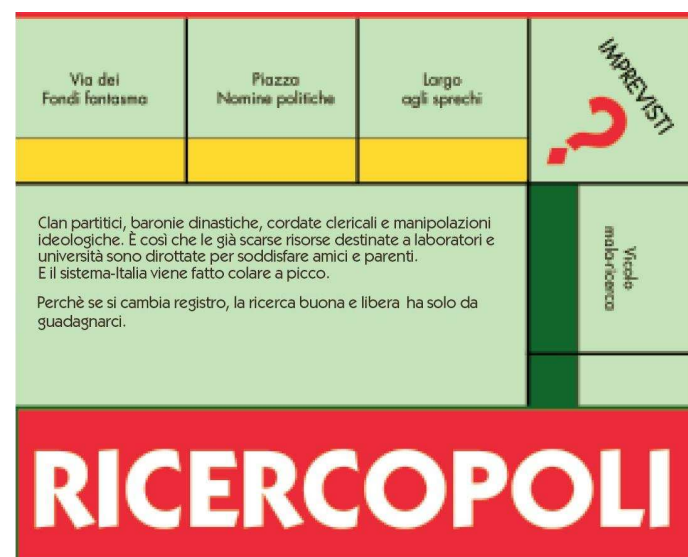 Via dei
Fondi fantasma
Piazza
Nomine politiche
Largo
agli sprechi
IMPREVISTI
?
Clan partitici, baronie dinastiche, cordate clericali e manipolazioni
ideologiche. È così che le già scarse risorse destinate a laboratori e
università sono dirottate per soddisfare amici e parenti.
E il sistema-Italia viene fatto colare a picco.
Perchè se si cambia registro, la ricerca buona e libera ha solo da
guadagnarci.
Vicolo
mala-ricerca
RICERCOPOLI